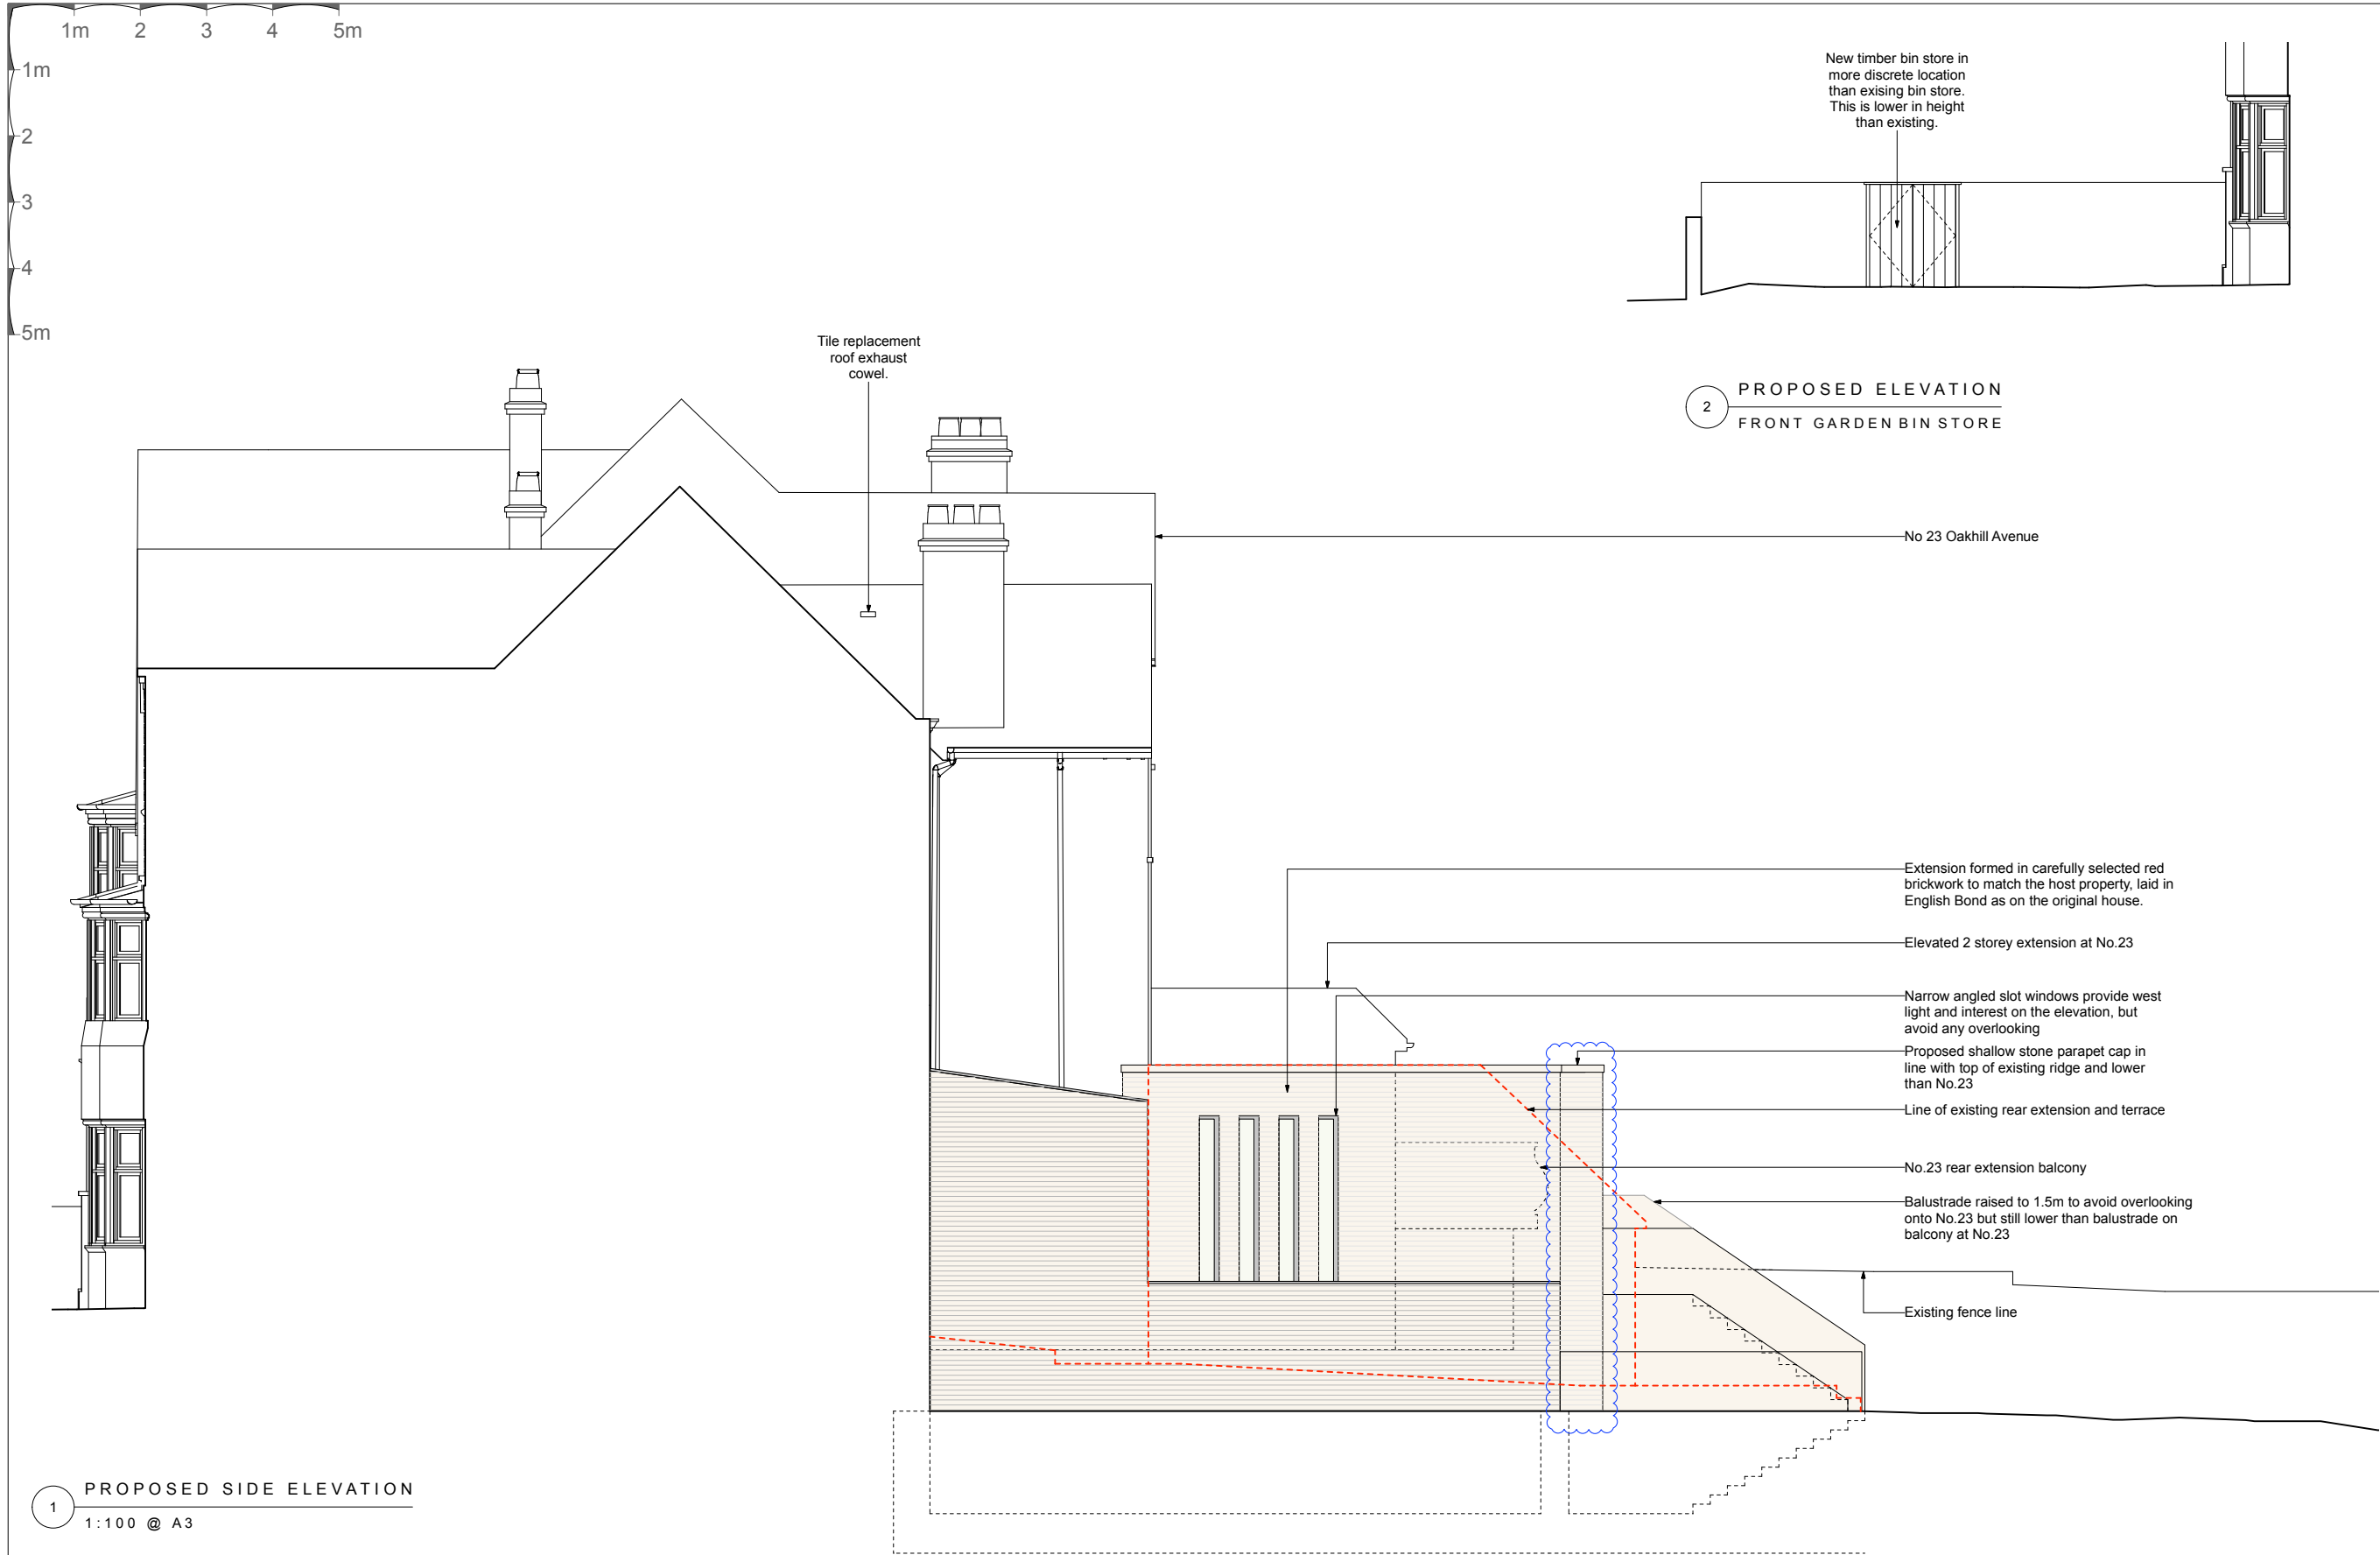 1m 2 3 4 5m
1m
2
3
4
5m
New timber bin store in
more discrete location
than exising bin store.
This is lower in height
than existing.
Tile replacement
roof exhaust
cowel.
2
PROPOSED ELEVATION
FRONT GARDEN BIN STORE
No 23 Oakhill Avenue
Extension formed in carefully selected red
brickwork to match the host property, laid in
English Bond as on the original house.
Elevated 2 storey extension at No.23
Narrow angled slot windows provide west
light and interest on the elevation, but
avoid any overlooking
Proposed shallow stone parapet cap in
line with top of existing ridge and lower
than No.23
Line of existing rear extension and terrace
No.23 rear extension balcony
Balustrade raised to 1.5m to avoid overlooking
onto No.23 but still lower than balustrade on
balcony at No.23
Existing fence line
1
PROPOSED SIDE ELEVATION
1:100 @ A3